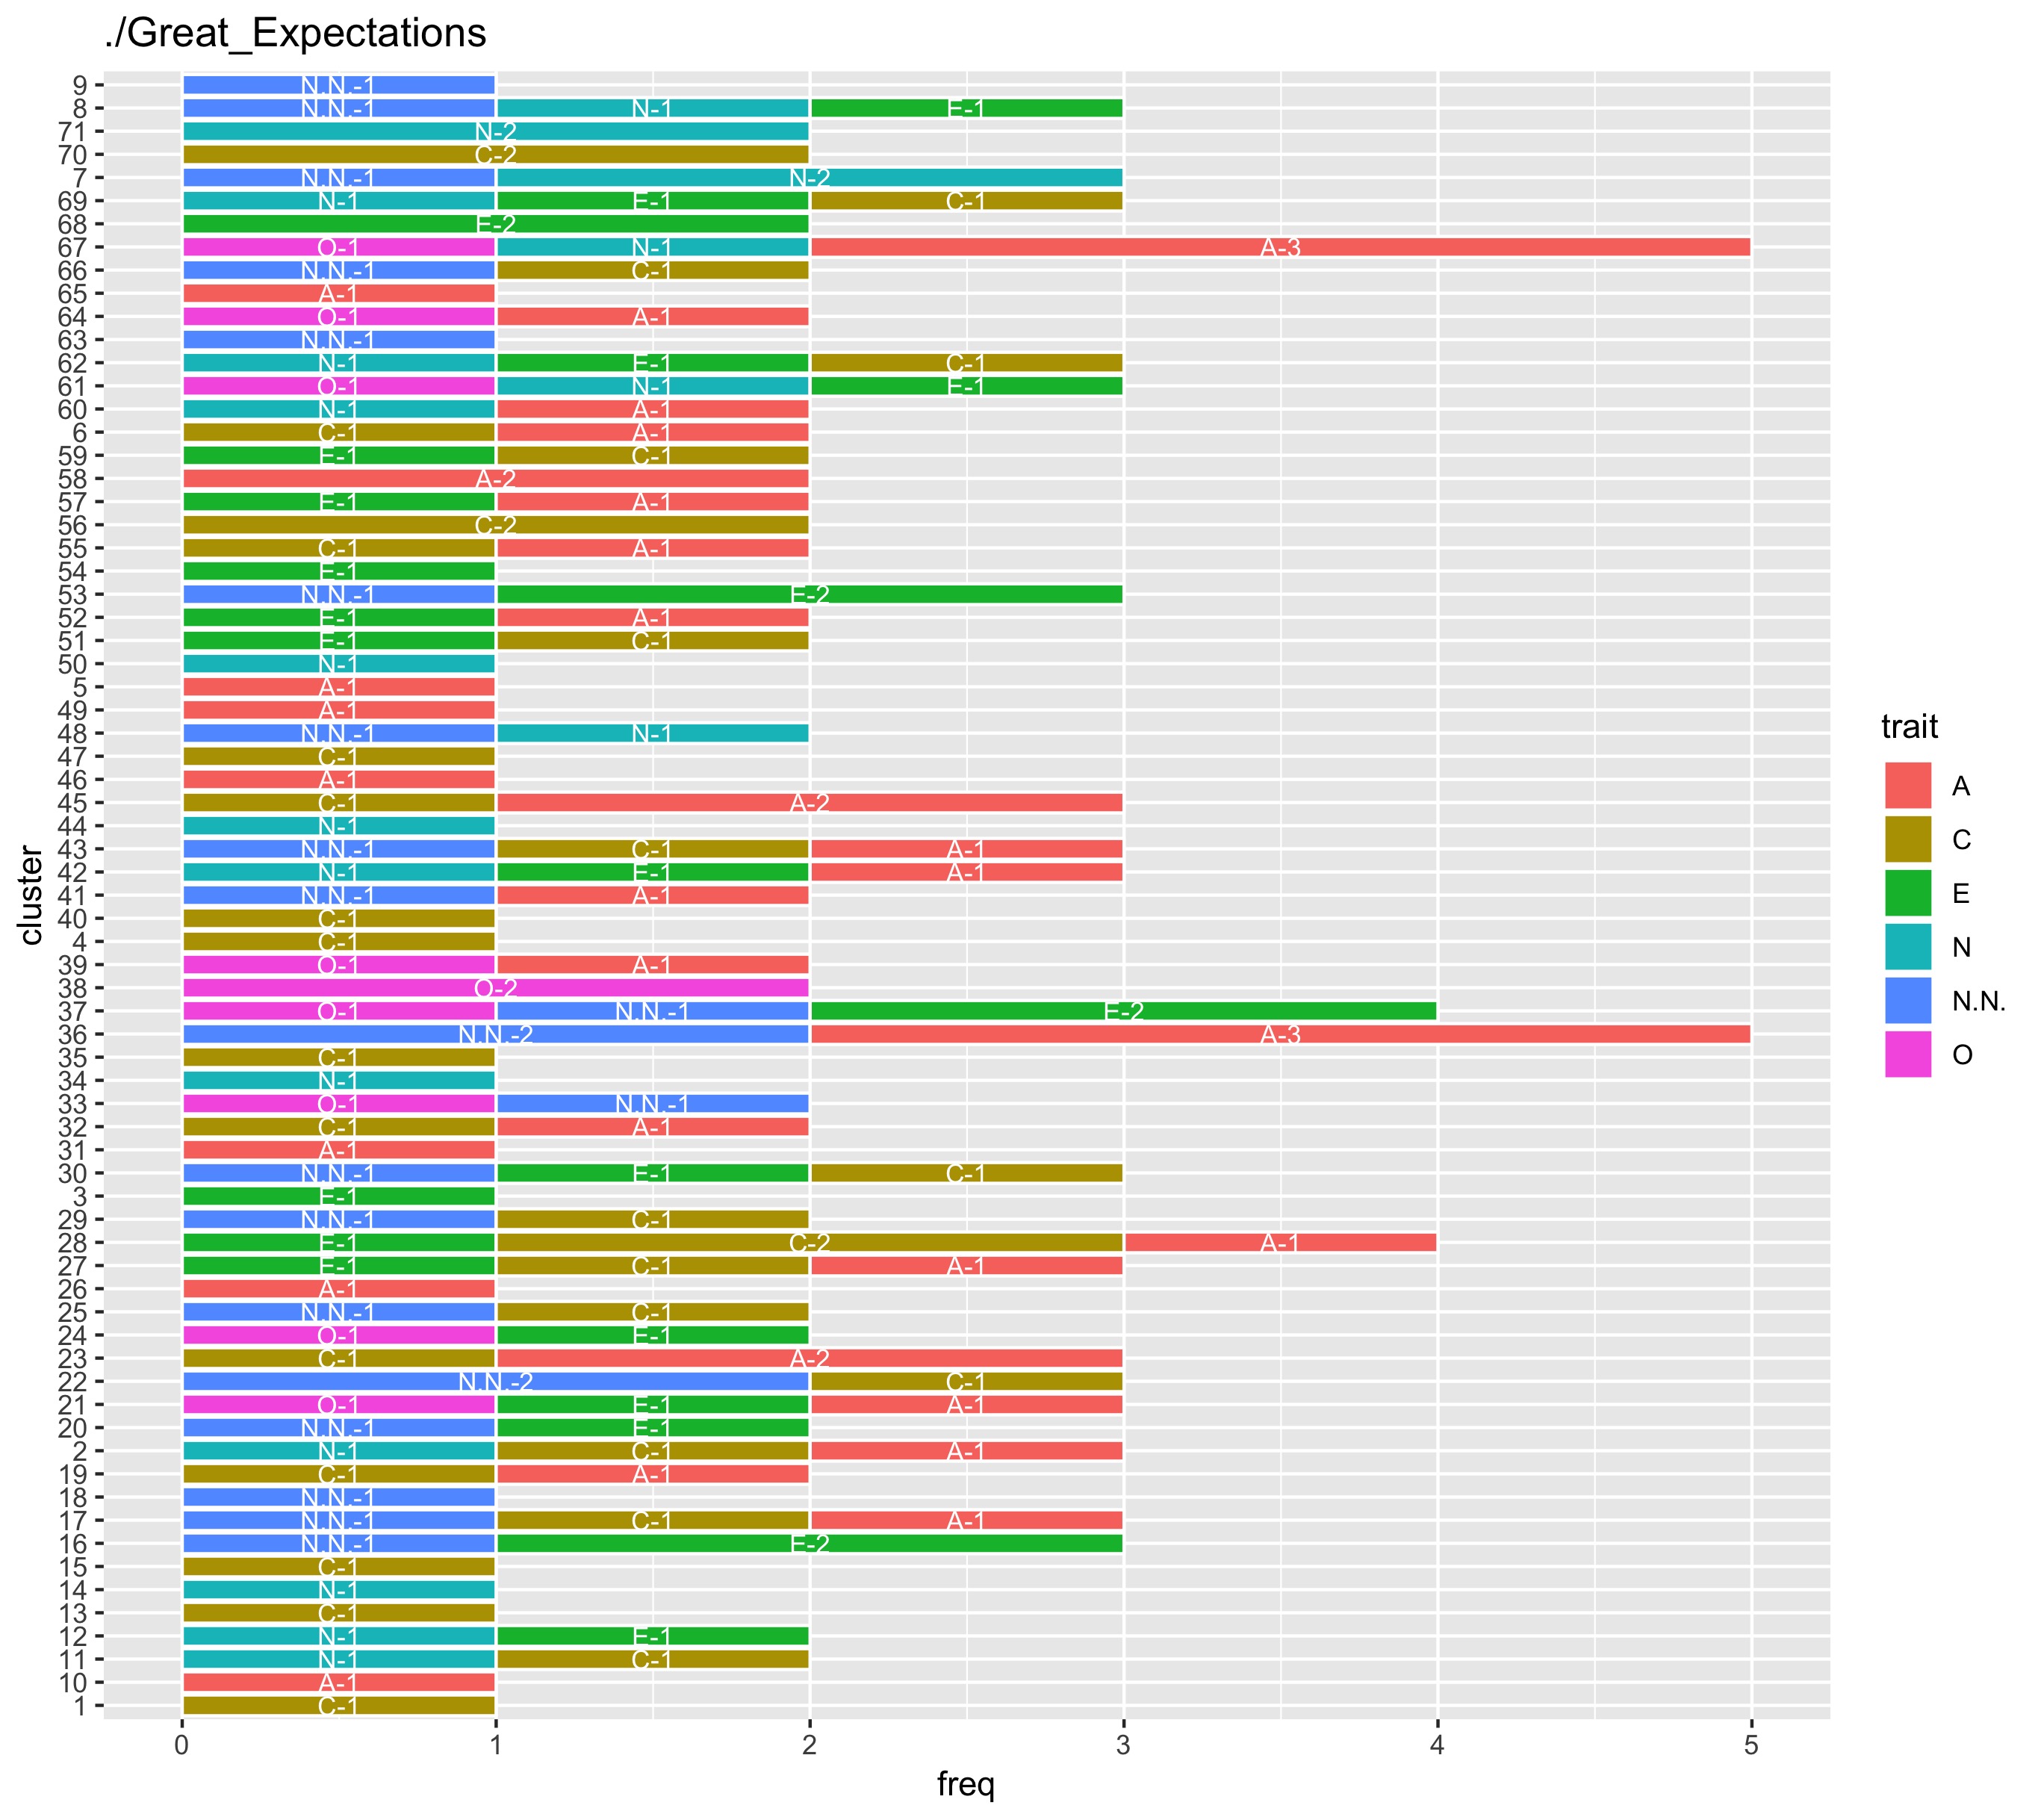 ./Great_Expectations
9 N.N.-1
8 N.N.-1 N-1 E-1
71 N-2
70 C-2
7 N.N.-1 N-2
69 N-1 E-1 C-1
68 E-2
67 O-1 N-1 A-3
66 N.N.-1 C-1
65 A-1
64 O-1 A-1
63 N.N.-1
62 N-1 E-1 C-1
61 O-1 N-1 E-1
60 N-1 A-1
6 C-1 A-1
59 E-1 C-1
58 A-2
57 E-1 A-1
56 C-2
55 C-1 A-1
54 E-1
53 N.N.-1 E-2
52 E-1 A-1
51 E-1 C-1
50 N-1
5 A-1
49 A-1
48 N.N.-1 N-1
47 C-1
46 A-1
45 C-1 A-2
44 N-1
43 N.N.-1 C-1 A-1
42 N-1 E-1 A-1
41 N.N.-1 A-1
40 C-1
4 C-1
39 O-1 A-1
38 O-2
37 O-1 N.N.-1 E-2
36 N.N.-2 A-3
35 C-1
34 N-1
33 O-1 N.N.-1
32 C-1 A-1
31 A-1
30 N.N.-1 E-1 C-1
3 E-1
29 N.N.-1 C-1
28 E-1 C-2 A-1
27 E-1 C-1 A-1
26 A-1
25 N.N.-1 C-1
24 O-1 E-1
23 C-1 A-2
22 N.N.-2 C-1
21 O-1 E-1 A-1
20 N.N.-1 E-1
2 N-1 C-1 A-1
19 C-1 A-1
18 N.N.-1
17 N.N.-1 C-1 A-1
16 N.N.-1 E-2
15 C-1
14 N-1
13 C-1
12 N-1 E-1
11 N-1 C-1
10 A-1
1 C-1
0 1 2 3 4 5
freq
cluster
trait
A
C
E
N
N.N.
O